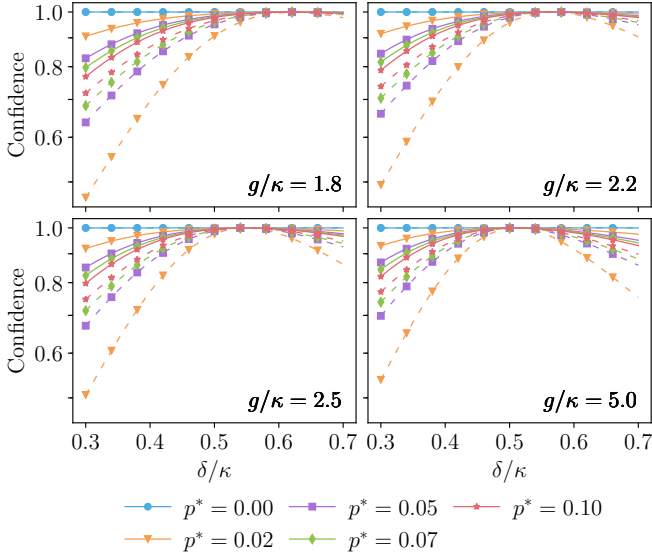 1.0
0.8
0.6
Confidence
g/κ = 1.8
g/κ = 2.2
1.0
0.8
0.6
Confidence
g/κ = 2.5
g/κ = 5.0
0.3 0.4 0.5 0.6 0.7
0.3 0.4 0.5 0.6 0.7
δ/κ
δ/κ
p* = 0.00
p* = 0.05
p* = 0.10
p* = 0.02
p* = 0.07